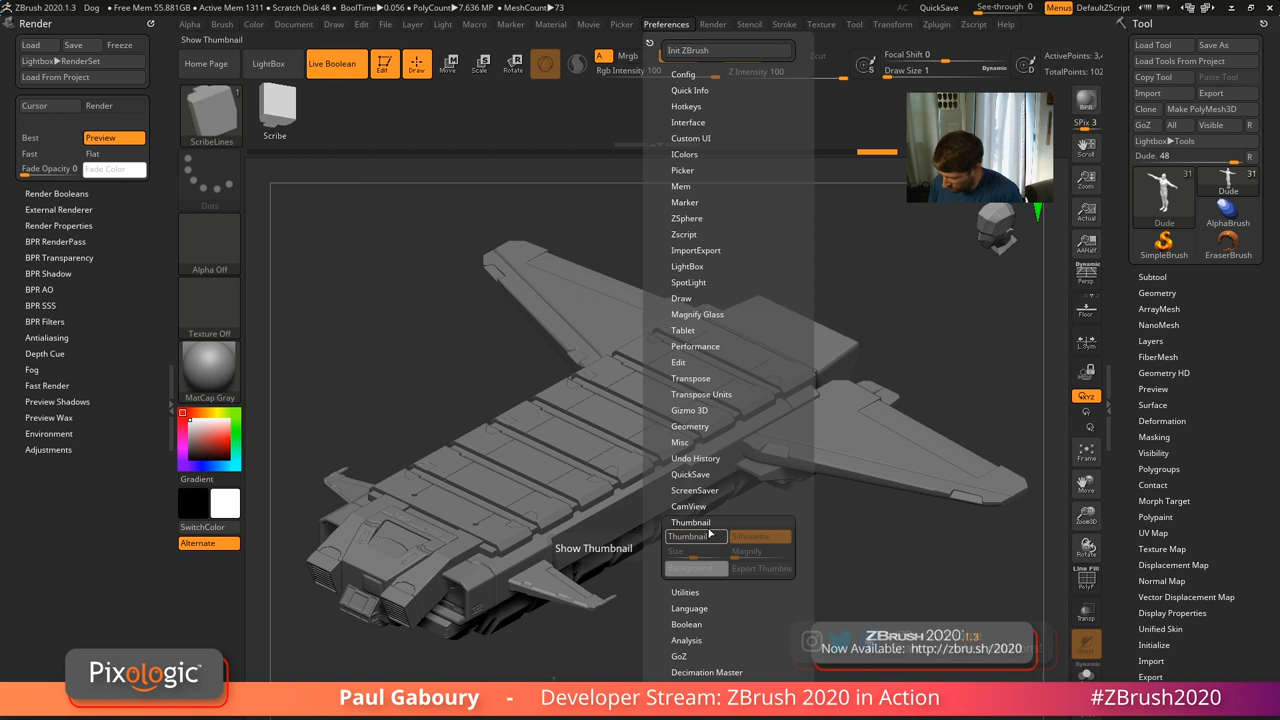 ZBrush 2020.1.3 Dog • Free Mem 55.881GB • Active Mem 1311 • Scratch Disk 48 • BoolTime▶0.056 • PolyCount▶7.636 MP • MeshCount▶73
AC QuickSave See-through 0 Menus DefaultZScript
Render
Alpha Brush Color Document Draw Edit File Layer Light Macro Marker Material Movie Picker Preferences Render Stencil Stroke Texture Tool Transform Zplugin Zscript Help
Tool
Load Save Freeze
Lightbox▶RenderSet
Load From Project
Cursor Render
Best Preview
Fast Flat
Fade Opacity 0 Fade Color
Render Booleans
External Renderer
Render Properties
BPR RenderPass
BPR Transparency
BPR Shadow
BPR AO
BPR SSS
BPR Filters
Antialiasing
Depth Cue
Fog
Fast Render
Preview Shadows
Preview Wax
Environment
Adjustments
Show Thumbnail
Home Page LightBox Live Boolean Edit Draw Move Scale Rotate
A Mrgb
Rgb Intensity 100 Z Intensity 100
Focal Shift 0
Draw Size 1 Dynamic
S
D
ActivePoints: 3,4
TotalPoints: 102
ScribeLines
Scribe
Dots
Alpha Off
Texture Off
MatCap Gray
Gradient
SwitchColor
Alternate
Init ZBrush
Config
Quick Info
Hotkeys
Interface
Custom UI
IColors
Picker
Mem
Marker
ZSphere
Zscript
ImportExport
LightBox
SpotLight
Draw
Magnify Glass
Tablet
Performance
Edit
Transpose
Transpose Units
Gizmo 3D
Geometry
Misc
Undo History
QuickSave
ScreenSaver
CamView
Thumbnail
Thumbnail Silhouette
Size Magnify
Background Export Thumbna
Utilities
Language
Boolean
Analysis
GoZ
Decimation Master
Show Thumbnail
BPR
SPix 3
Scroll
Zoom
Actual
AAHalf
Dynamic
Persp
Floor
L.Sym
XYZ
Frame
Move
Zoom3D
Rotate
Line Fill
PolyF
Transp
Ghost
Dynamic
Load Tool Save As
Load Tools From Project
Copy Tool Paste Tool
Import Export
Clone Make PolyMesh3D
GoZ All Visible R
Lightbox▶Tools
Dude. 48 R
31 31
Dude
Dude AlphaBrush
SimpleBrush EraserBrush
Subtool
Geometry
ArrayMesh
NanoMesh
Layers
FiberMesh
Geometry HD
Preview
Surface
Deformation
Masking
Visibility
Polygroups
Contact
Morph Target
Polypaint
UV Map
Texture Map
Displacement Map
Normal Map
Vector Displacement Map
Display Properties
Unified Skin
Initialize
Import
Export
ZBRUSH 2020.1.3
Now Available: http://zbru.sh/2020
Pixologic™
Paul Gaboury - Developer Stream: ZBrush 2020 in Action #ZBrush2020